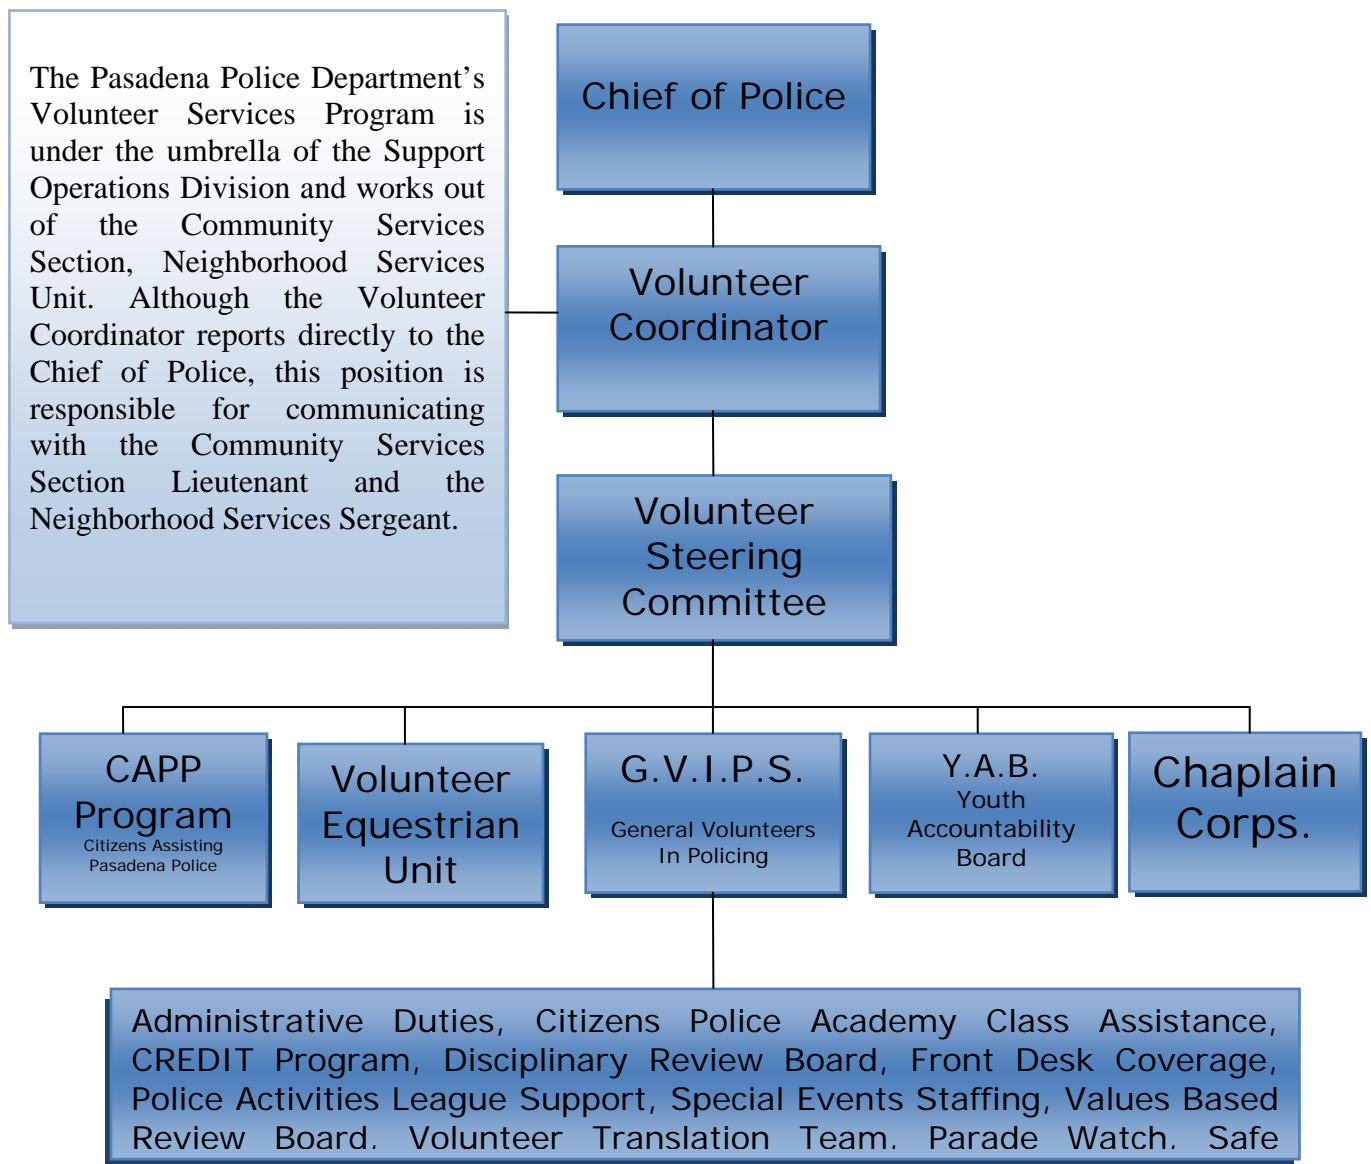 The Pasadena Police Department’s
Volunteer Services Program is
under the umbrella of the Support
Operations Division and works out
of the Community Services
Section, Neighborhood Services
Unit. Although the Volunteer
Coordinator reports directly to the
Chief of Police, this position is
responsible for communicating
with the Community Services
Section Lieutenant and the
Neighborhood Services Sergeant.
Chief of Police
Volunteer
Coordinator
Volunteer
Steering
Committee
CAPP
Program
Citizens Assisting
Pasadena Police
Volunteer
Equestrian
Unit
G.V.I.P.S.
General Volunteers
In Policing
Y.A.B.
Youth
Accountability
Board
Chaplain
Corps.
Administrative Duties, Citizens Police Academy Class Assistance,
CREDIT Program, Disciplinary Review Board, Front Desk Coverage,
Police Activities League Support, Special Events Staffing, Values Based
Review Board, Volunteer Translation Team, Parade Watch, Safe